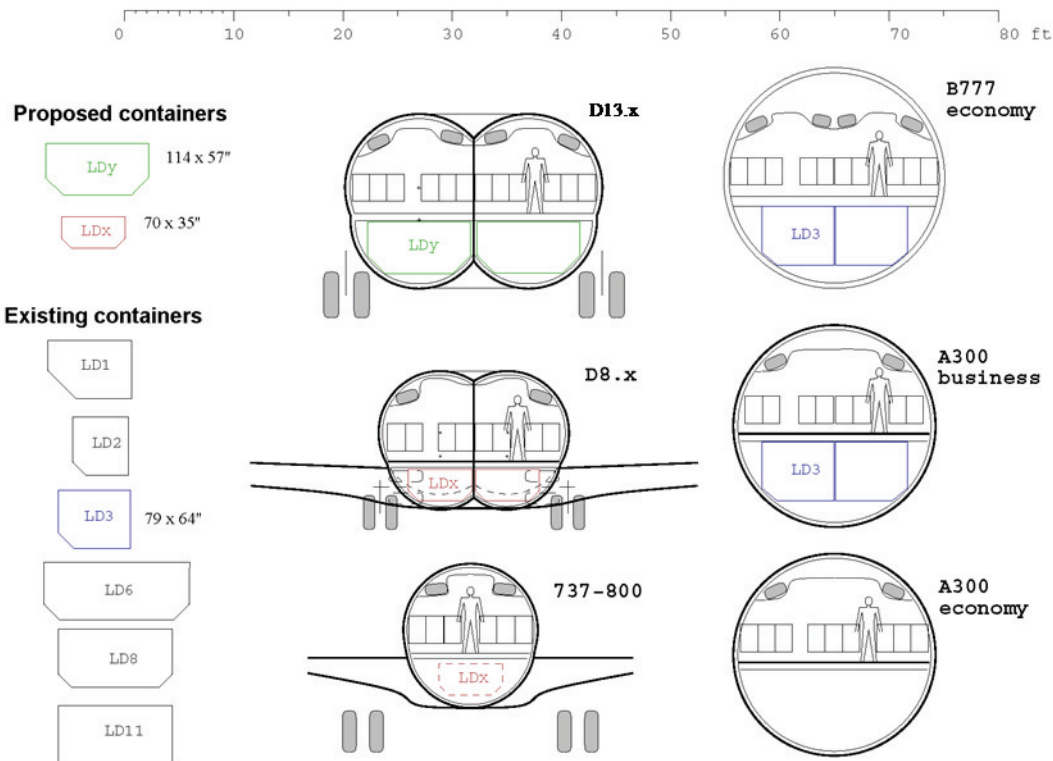 0 10 20 30 40 50 60 70 80 ft
Proposed containers
LDy 114 x 57"
LDx 70 x 35"
Existing containers
LD1
LD2
LD3 79 x 64"
LD6
LD8
LD11
D13.x
LDy
D8.x
LDx
737-800
LDx
B777
economy
LD3
A300
business
LD3
A300
economy